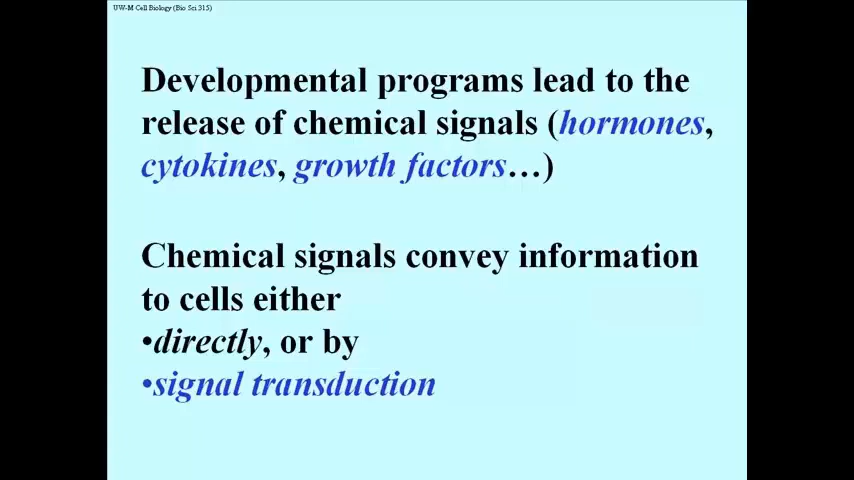 UW-M Cell Biology (Bio Sci 315)
Developmental programs lead to the
release of chemical signals (hormones,
cytokines, growth factors…)
Chemical signals convey information
to cells either
•directly, or by
•signal transduction